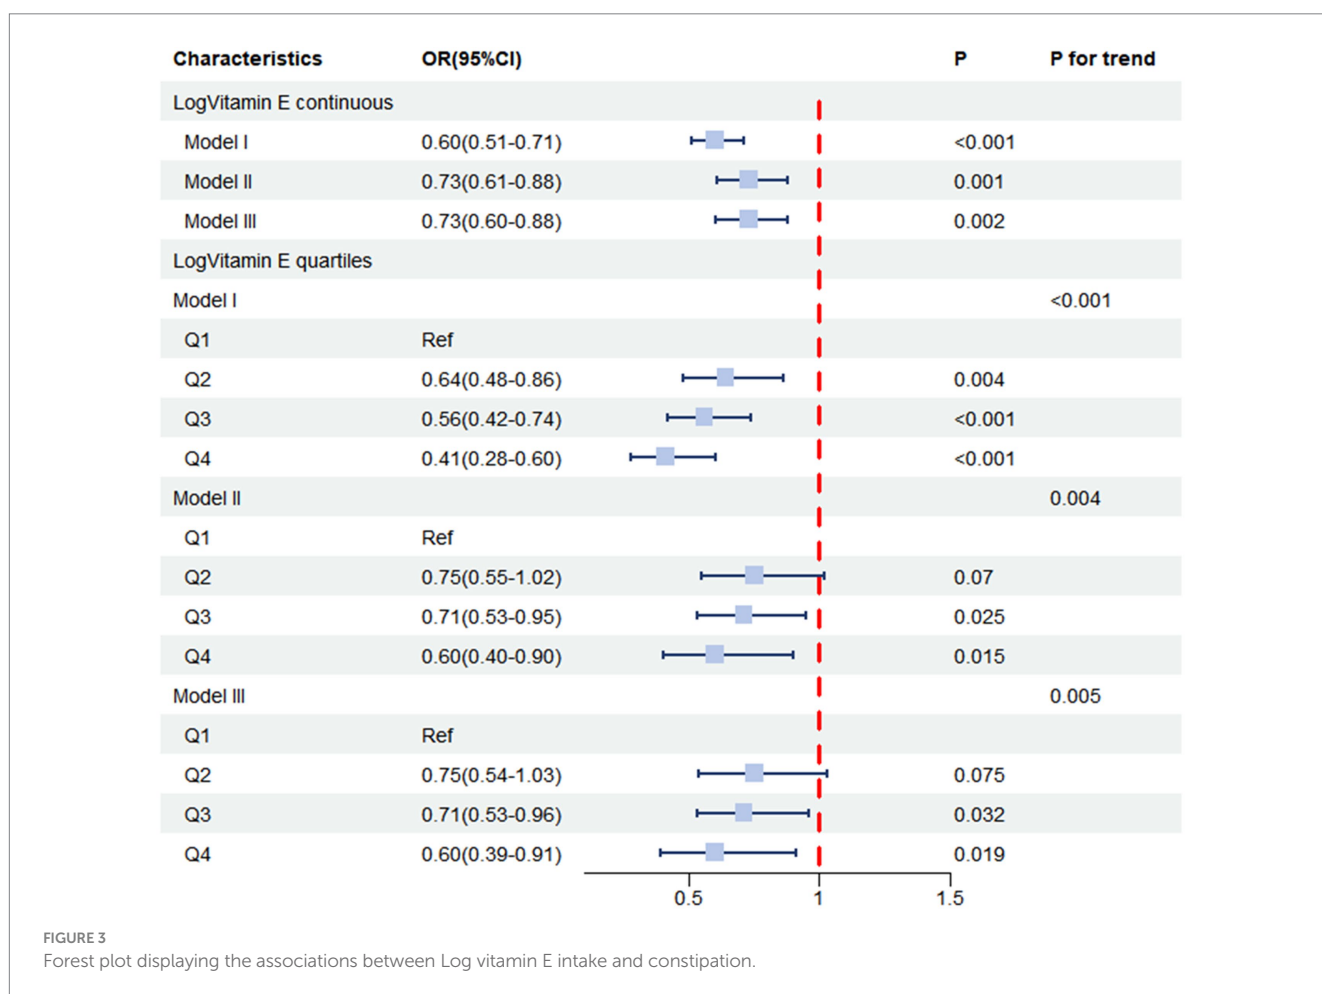 Characteristics OR(95%CI) P P for trend
LogVitamin E continuous
Model I 0.60(0.51-0.71) <0.001
Model II 0.73(0.61-0.88) 0.001
Model III 0.73(0.60-0.88) 0.002
LogVitamin E quartiles
Model I <0.001
Q1 Ref
Q2 0.64(0.48-0.86) 0.004
Q3 0.56(0.42-0.74) <0.001
Q4 0.41(0.28-0.60) <0.001
Model II 0.004
Q1 Ref
Q2 0.75(0.55-1.02) 0.07
Q3 0.71(0.53-0.95) 0.025
Q4 0.60(0.40-0.90) 0.015
Model III 0.005
Q1 Ref
Q2 0.75(0.54-1.03) 0.075
Q3 0.71(0.53-0.96) 0.032
Q4 0.60(0.39-0.91) 0.019
0.5 1 1.5
FIGURE 3
Forest plot displaying the associations between Log vitamin E intake and constipation.